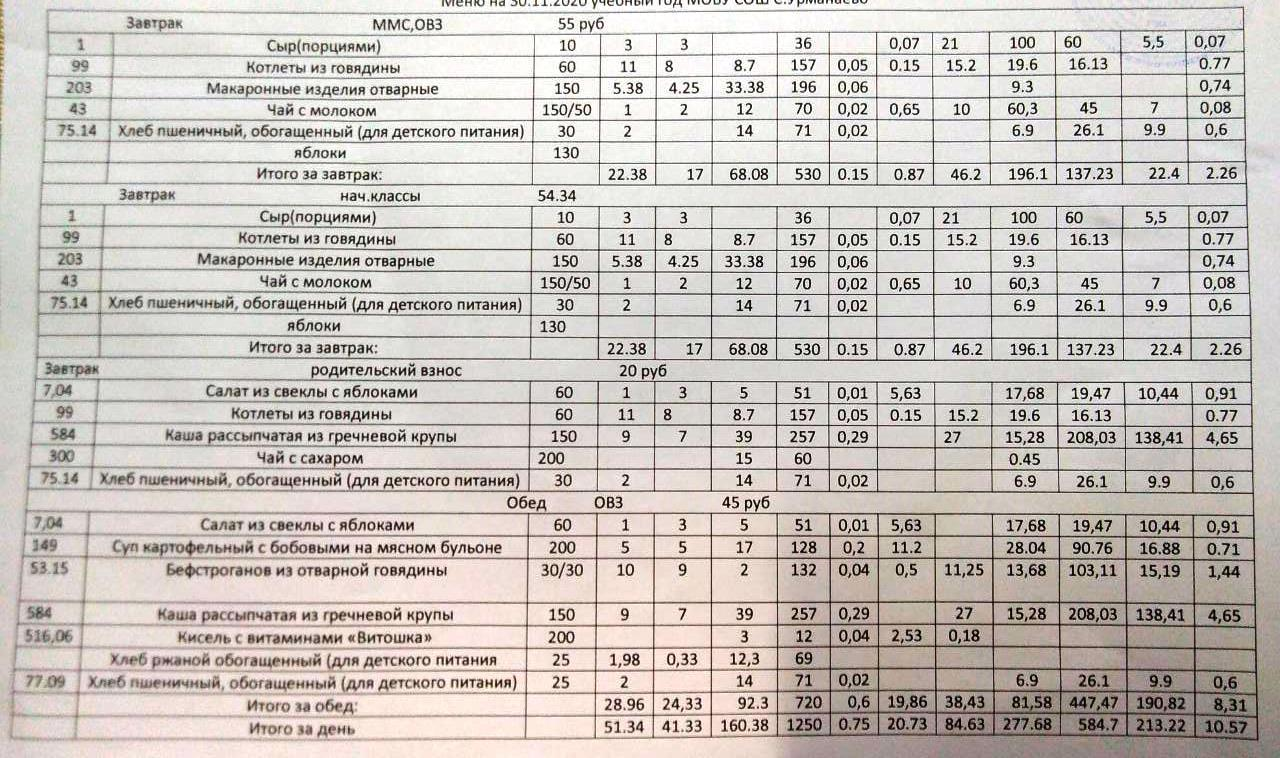 Меню на 30.11.2020 учебный год МОБУ СОШ С.Урманаево
Завтрак ММС,ОВЗ 55 руб
1 Сыр(порциями) 10 3 3 36 0,07 21 100 60 5,5 0,07
99 Котлеты из говядины 60 11 8 8.7 157 0,05 0.15 15.2 19.6 16.13 0.77
203 Макаронные изделия отварные 150 5.38 4.25 33.38 196 0,06 9.3 0,74
43 Чай с молоком 150/50 1 2 12 70 0,02 0,65 10 60,3 45 7 0,08
75.14 Хлеб пшеничный, обогащенный (для детского питания) 30 2 14 71 0,02 6.9 26.1 9.9 0,6
яблоки 130
Итого за завтрак: 22.38 17 68.08 530 0.15 0.87 46.2 196.1 137.23 22.4 2.26
Завтрак нач.классы 54.34
1 Сыр(порциями) 10 3 3 36 0,07 21 100 60 5,5 0,07
99 Котлеты из говядины 60 11 8 8.7 157 0,05 0.15 15.2 19.6 16.13 0.77
203 Макаронные изделия отварные 150 5.38 4.25 33.38 196 0,06 9.3 0,74
43 Чай с молоком 150/50 1 2 12 70 0,02 0,65 10 60,3 45 7 0,08
75.14 Хлеб пшеничный, обогащенный (для детского питания) 30 2 14 71 0,02 6.9 26.1 9.9 0,6
яблоки 130
Итого за завтрак: 22.38 17 68.08 530 0.15 0.87 46.2 196.1 137.23 22.4 2.26
Завтрак родительский взнос 20 руб
7,04 Салат из свеклы с яблоками 60 1 3 5 51 0,01 5,63 17,68 19,47 10,44 0,91
99 Котлеты из говядины 60 11 8 8.7 157 0,05 0.15 15.2 19.6 16.13 0.77
584 Каша рассыпчатая из гречневой крупы 150 9 7 39 257 0,29 27 15,28 208,03 138,41 4,65
300 Чай с сахаром 200 15 60 0.45
75.14 Хлеб пшеничный, обогащенный (для детского питания) 30 2 14 71 0,02 6.9 26.1 9.9 0,6
Обед ОВЗ 45 руб
7,04 Салат из свеклы с яблоками 60 1 3 5 51 0,01 5,63 17,68 19,47 10,44 0,91
149 Суп картофельный с бобовыми на мясном бульоне 200 5 5 17 128 0,2 11.2 28.04 90.76 16.88 0.71
53.15 Бефстроганов из отварной говядины 30/30 10 9 2 132 0,04 0,5 11,25 13,68 103,11 15,19 1,44
584 Каша рассыпчатая из гречневой крупы 150 9 7 39 257 0,29 27 15,28 208,03 138,41 4,65
516,06 Кисель с витаминами «Витошка» 200 3 12 0,04 2,53 0,18
Хлеб ржаной обогащенный (для детского питания 25 1,98 0,33 12,3 69
77.09 Хлеб пшеничный, обогащенный (для детского питания) 25 2 14 71 0,02 6.9 26.1 9.9 0,6
Итого за обед: 28.96 24,33 92.3 720 0,6 19,86 38,43 81,58 447,47 190,82 8,31
Итого за день 51.34 41.33 160.38 1250 0.75 20.73 84.63 277.68 584.7 213.22 10.57